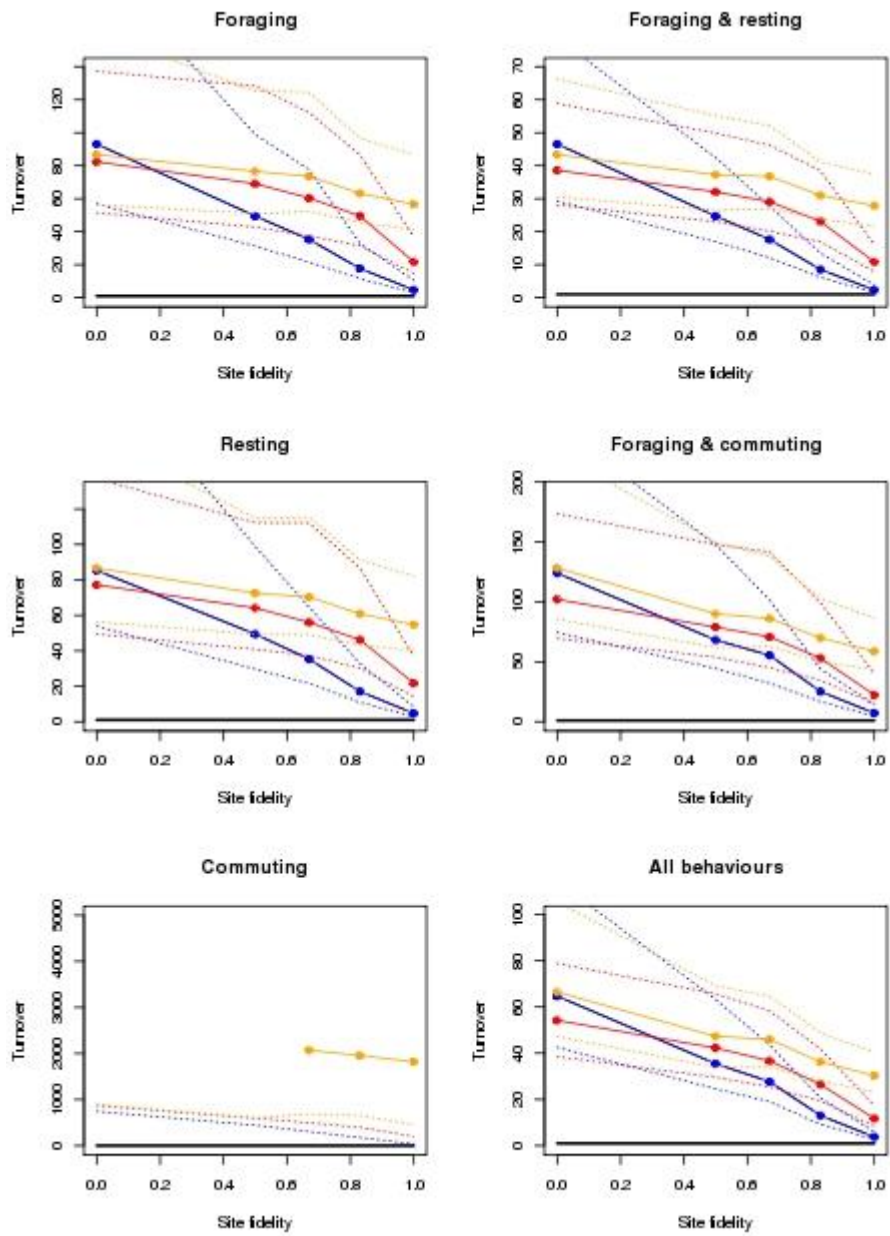 Foraging
Turnover
0 20 40 60 80 120
0.0 0.2 0.4 0.6 0.8 1.0
Site fidelity
Foraging & resting
Turnover
0 10 20 30 40 50 60 70
0.0 0.2 0.4 0.6 0.8 1.0
Site fidelity
Resting
Turnover
0 20 40 60 80 100
0.0 0.2 0.4 0.6 0.8 1.0
Site fidelity
Foraging & commuting
Turnover
0 50 100 150 200
0.0 0.2 0.4 0.6 0.8 1.0
Site fidelity
Commuting
Turnover
0 1000 2000 3000 4000 5000
0.0 0.2 0.4 0.6 0.8 1.0
Site fidelity
All behaviours
Turnover
0 20 40 60 80 100
0.0 0.2 0.4 0.6 0.8 1.0
Site fidelity